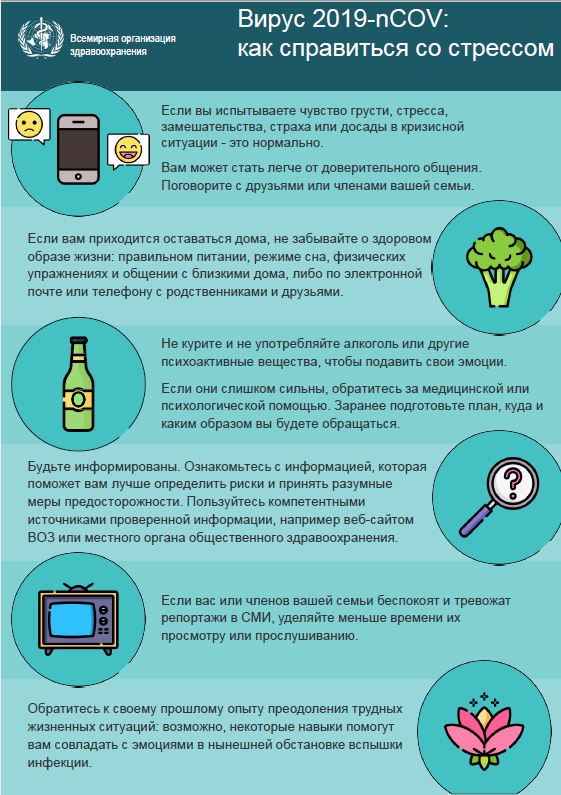 Всемирная организация
здравоохранения
Вирус 2019-nCOV:
как справиться со стрессом
Если вы испытываете чувство грусти, стресса,
замешательства, страха или досады в кризисной
ситуации - это нормально.
Вам может стать легче от доверительного общения.
Поговорите с друзьями или членами вашей семьи.
Если вам приходится оставаться дома, не забывайте о здоровом
образе жизни: правильном питании, режиме сна, физических
упражнениях и общении с близкими дома, либо по электронной
почте или телефону с родственниками и друзьями.
Не курите и не употребляйте алкоголь или другие
психоактивные вещества, чтобы подавить свои эмоции.
Если они слишком сильны, обратитесь за медицинской или
психологической помощью. Заранее подготовьте план, куда и
каким образом вы будете обращаться.
Будьте информированы. Ознакомьтесь с информацией, которая
поможет вам лучше определить риски и принять разумные
меры предосторожности. Пользуйтесь компетентными
источниками проверенной информации, например веб-сайтом
ВОЗ или местного органа общественного здравоохранения.
?
Если вас или членов вашей семьи беспокоят и тревожат
репортажи в СМИ, уделяйте меньше времени их
просмотру или прослушиванию.
Обратитесь к своему прошлому опыту преодоления трудных
жизненных ситуаций: возможно, некоторые навыки помогут
вам совладать с эмоциями в нынешней обстановке вспышки
инфекции.